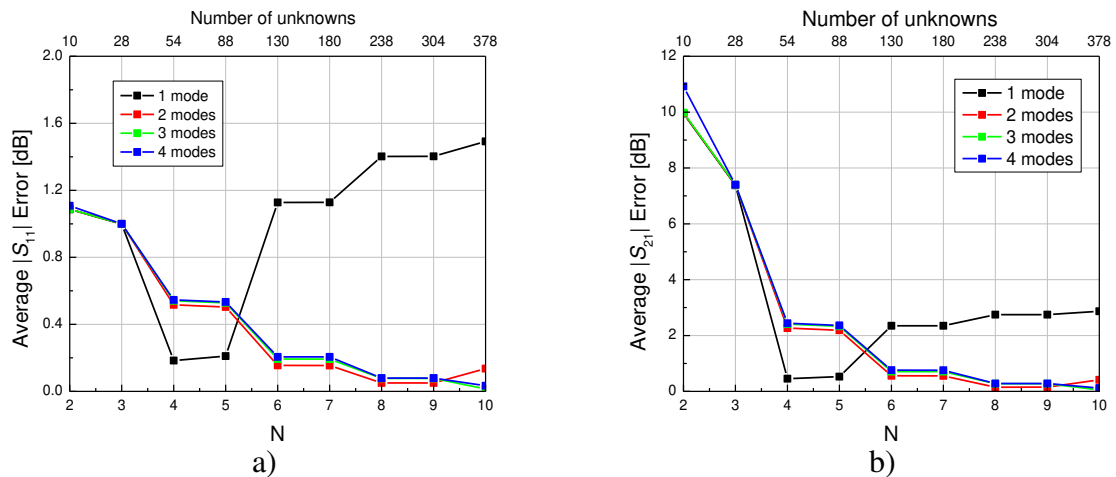 Number of unknowns
10 28 54 88 130 180 238 304 378
2.0
1.6
1.2
0.8
0.4
0.0
Average |S11| Error [dB]
1 mode
2 modes
3 modes
4 modes
2 3 4 5 6 7 8 9 10
N
a)
Number of unknowns
10 28 54 88 130 180 238 304 378
12
10
8
6
4
2
0
Average |S21| Error [dB]
1 mode
2 modes
3 modes
4 modes
2 3 4 5 6 7 8 9 10
N
b)